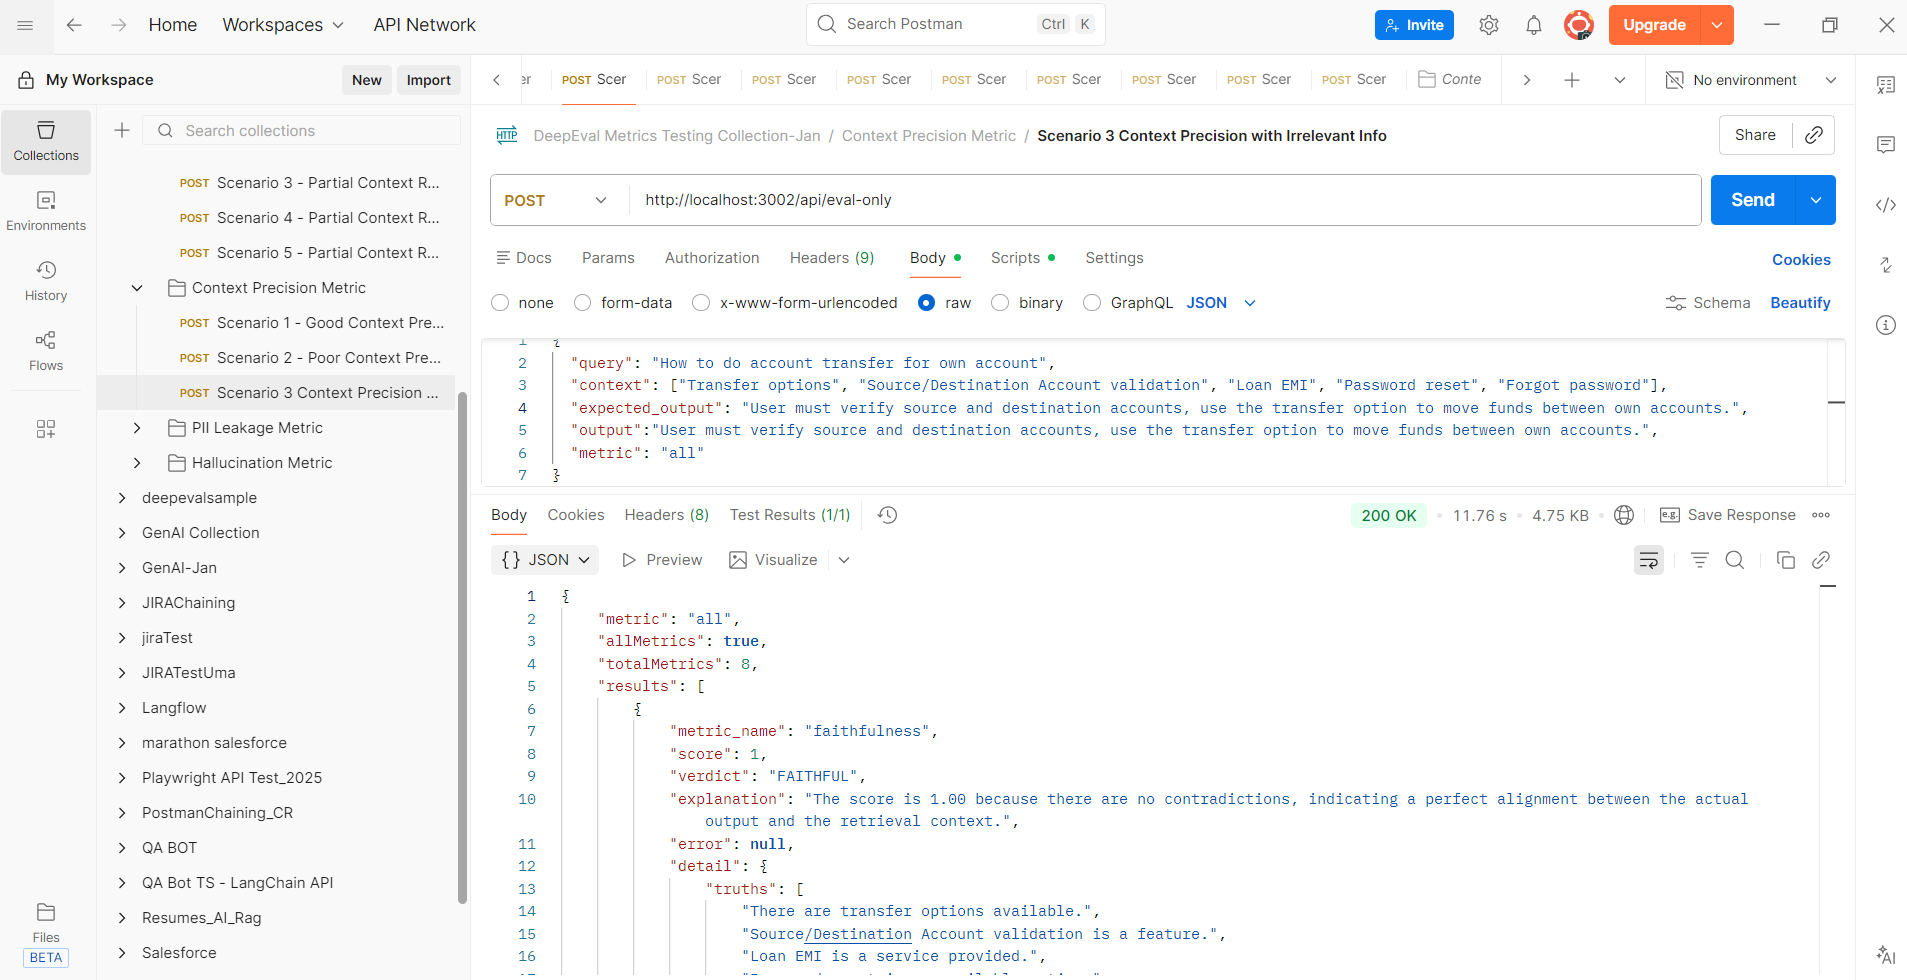 Home Workspaces API Network Search Postman Ctrl K Invite Upgrade
My Workspace New Import
er POST Scer POST Scer POST Scer POST Scer POST Scer POST Scer POST Scer POST Scer POST Scer Conte No environment
Collections
Environments
History
Flows
Files
BETA
Search collections
POST Scenario 3 - Partial Context R...
POST Scenario 4 - Partial Context R...
POST Scenario 5 - Partial Context R...
Context Precision Metric
POST Scenario 1 - Good Context Pre...
POST Scenario 2 - Poor Context Pre...
POST Scenario 3 Context Precision ...
PII Leakage Metric
Hallucination Metric
deepevalsample
GenAI Collection
GenAI-Jan
JIRAChaining
jiraTest
JIRATestUma
Langflow
marathon salesforce
Playwright API Test_2025
PostmanChaining_CR
QA BOT
QA Bot TS - LangChain API
Resumes_AI_Rag
Salesforce
HTTP DeepEval Metrics Testing Collection-Jan / Context Precision Metric / Scenario 3 Context Precision with Irrelevant Info Share
POST http://localhost:3002/api/eval-only Send
Docs Params Authorization Headers (9) Body Scripts Settings Cookies
none form-data x-www-form-urlencoded raw binary GraphQL JSON Schema Beautify
1 {
2 "query": "How to do account transfer for own account",
3 "context": ["Transfer options", "Source/Destination Account validation", "Loan EMI", "Password reset", "Forgot password"],
4 "expected_output": "User must verify source and destination accounts, use the transfer option to move funds between own accounts.",
5 "output":"User must verify source and destination accounts, use the transfer option to move funds between own accounts.",
6 "metric": "all"
7 }
Body Cookies Headers (8) Test Results (1/1) 200 OK 11.76 s 4.75 KB e.g. Save Response
{} JSON Preview Visualize
1 {
2 "metric": "all",
3 "allMetrics": true,
4 "totalMetrics": 8,
5 "results": [
6 {
7 "metric_name": "faithfulness",
8 "score": 1,
9 "verdict": "FAITHFUL",
10 "explanation": "The score is 1.00 because there are no contradictions, indicating a perfect alignment between the actual
output and the retrieval context.",
11 "error": null,
12 "detail": {
13 "truths": [
14 "There are transfer options available.",
15 "Source/Destination Account validation is a feature.",
16 "Loan EMI is a service provided.",
AI